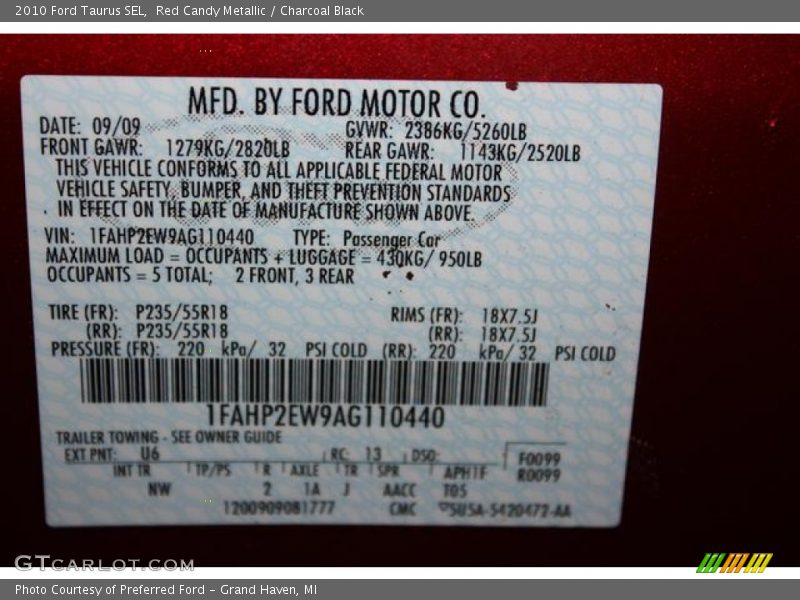 2010 Ford Taurus SEL, Red Candy Metallic / Charcoal Black
MFD. BY FORD MOTOR CO.
DATE: 09/09 GVWR: 2386KG/5260LB
FRONT GAWR: 1279KG/2820LB REAR GAWR: 1143KG/2520LB
THIS VEHICLE CONFORMS TO ALL APPLICABLE FEDERAL MOTOR
VEHICLE SAFETY, BUMPER, AND THEFT PREVENTION STANDARDS
IN EFFECT ON THE DATE OF MANUFACTURE SHOWN ABOVE.
VIN: 1FAHP2EW9AG110440 TYPE: Passenger Car
MAXIMUM LOAD = OCCUPANTS + LUGGAGE = 430KG/ 950LB
OCCUPANTS = 5 TOTAL; 2 FRONT, 3 REAR
TIRE (FR): P235/55R18 RIMS (FR): 18X7.5J
(RR): P235/55R18 (RR): 18X7.5J
PRESSURE (FR): 220 kPa/ 32 PSI COLD (RR): 220 kPa/ 32 PSI COLD
1FAHP2EW9AG110440
TRAILER TOWING - SEE OWNER GUIDE
EXT PNT: U6 RC: 13 DSO: F0099
INT TR TP/PS R AXLE TR SPR R0099
NW 2 1A J AACC T05
1200909081777 CMC
GTCARLOT.COM
Photo Courtesy of Preferred Ford – Grand Haven, MI